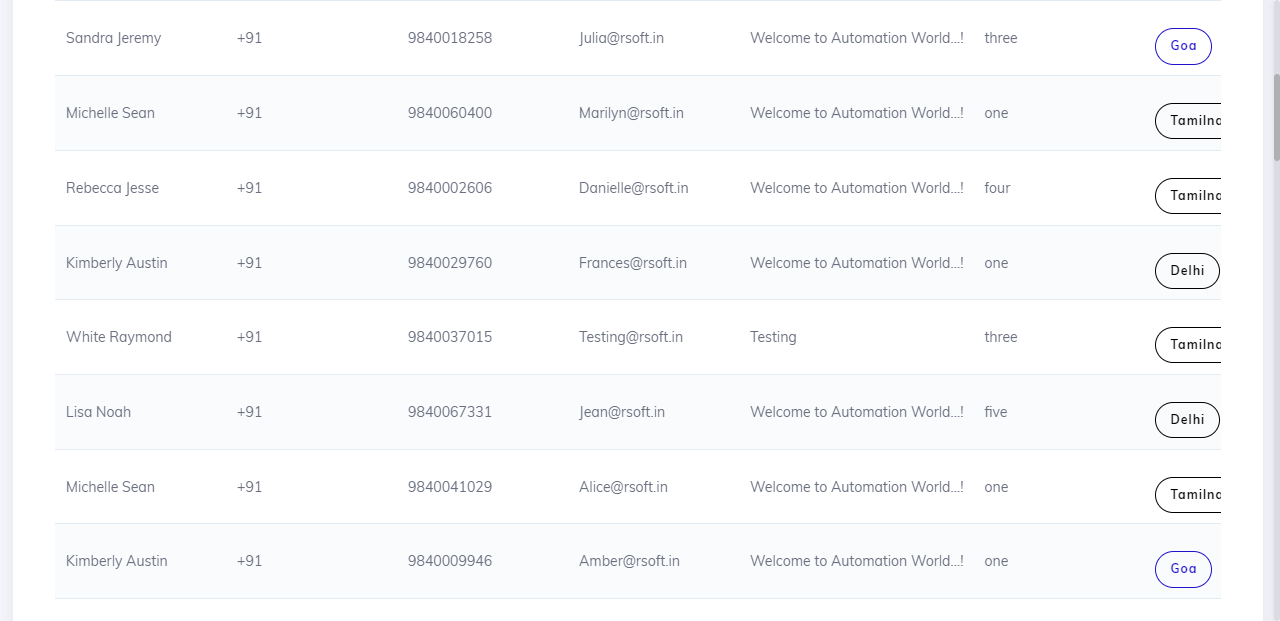 Sandra Jeremy +91 9840018258 Julia@rsoft.in Welcome to Automation World...! three Goa
Michelle Sean +91 9840060400 Marilyn@rsoft.in Welcome to Automation World...! one Tamilna
Rebecca Jesse +91 9840002606 Danielle@rsoft.in Welcome to Automation World...! four Tamilna
Kimberly Austin +91 9840029760 Frances@rsoft.in Welcome to Automation World...! one Delhi
White Raymond +91 9840037015 Testing@rsoft.in Testing three Tamilna
Lisa Noah +91 9840067331 Jean@rsoft.in Welcome to Automation World...! five Delhi
Michelle Sean +91 9840041029 Alice@rsoft.in Welcome to Automation World...! one Tamilna
Kimberly Austin +91 9840009946 Amber@rsoft.in Welcome to Automation World...! one Goa